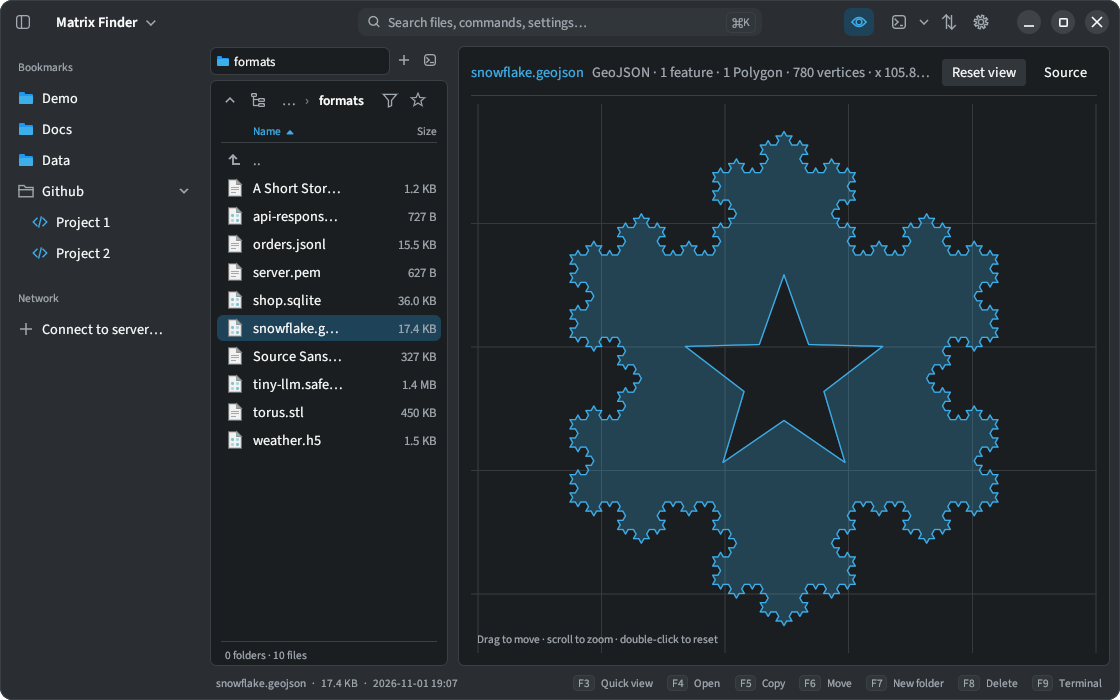 Matrix Finder
Search files, commands, settings…
⌘K
Bookmarks
Demo
Docs
Data
Github
Project 1
Project 2
Network
Connect to server…
formats
… › formats
Name
Size
..
A Short Stor… 1.2 KB
api-respons… 727 B
orders.jsonl 15.5 KB
server.pem 627 B
shop.sqlite 36.0 KB
snowflake.g… 17.4 KB
Source Sans… 327 KB
tiny-llm.safe… 1.4 MB
torus.stl 450 KB
weather.h5 1.5 KB
0 folders · 10 files
snowflake.geojson GeoJSON · 1 feature · 1 Polygon · 780 vertices · x 105.8…
Reset view
Source
Drag to move · scroll to zoom · double-click to reset
snowflake.geojson · 17.4 KB · 2026-11-01 19:07
F3 Quick view F4 Open F5 Copy F6 Move F7 New folder F8 Delete F9 Terminal